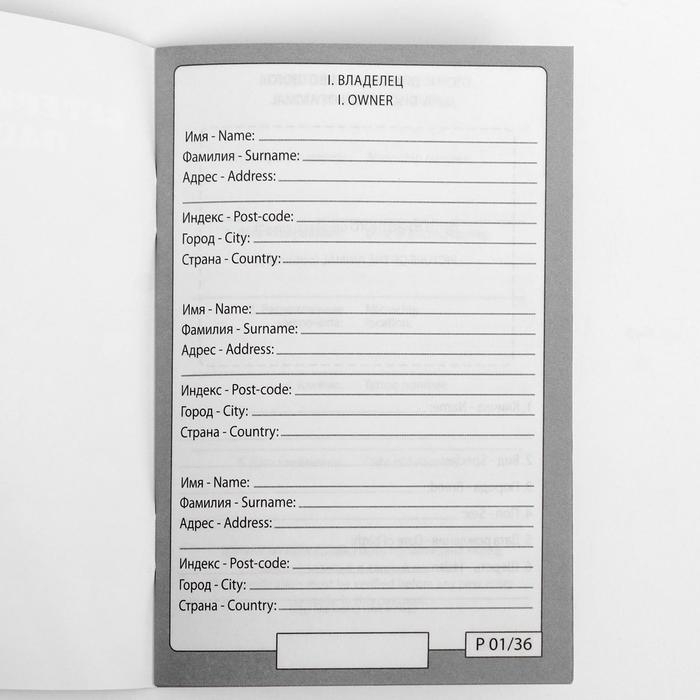 I. ВЛАДЕЛЕЦ
I. OWNER
Имя - Name:
Фамилия - Surname:
Адрес - Address:
Индекс - Post-code:
Город - City:
Страна - Country:
Имя - Name:
Фамилия - Surname:
Адрес - Address:
Индекс - Post-code:
Город - City:
Страна - Country:
Имя - Name:
Фамилия - Surname:
Адрес - Address:
Индекс - Post-code:
Город - City:
Страна - Country:
P 01/36